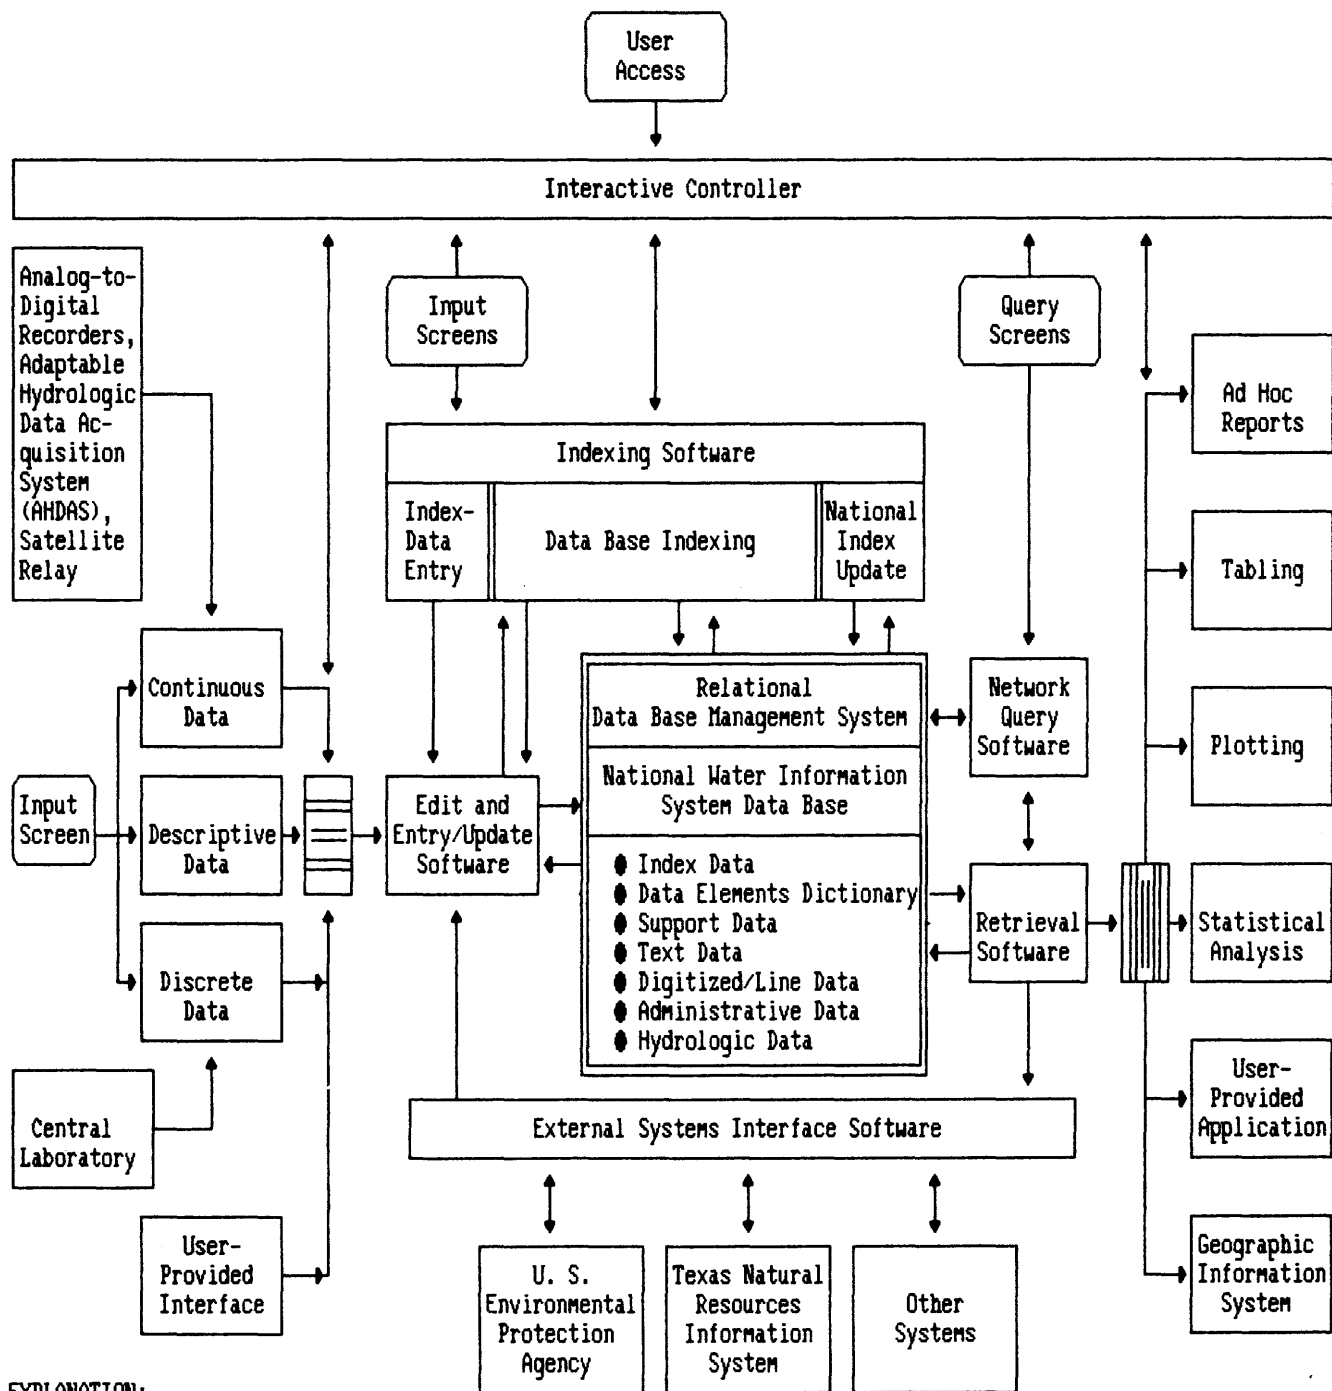 User
Access
Interactive Controller
Analog-to-
Digital
Recorders,
Adaptable
Hydrologic
Data Ac-
quisition
System
(AHDAS),
Satellite
Relay
Input
Screens
Query
Screens
Ad Hoc
Reports
Indexing Software
Index-
Data
Entry
Data Base Indexing
National
Index
Update
Tabling
Continuous
Data
Relational
Data Base Management System
Network
Query
Software
Plotting
Input
Screen
Descriptive
Data
Edit and
Entry/Update
Software
National Water Information
System Data Base
Index Data
Data Elements Dictionary
Support Data
Text Data
Digitized/Line Data
Administrative Data
Hydrologic Data
Retrieval
Software
Statistical
Analysis
Discrete
Data
Central
Laboratory
External Systems Interface Software
User-
Provided
Application
User-
Provided
Interface
U. S.
Environmental
Protection
Agency
Texas Natural
Resources
Information
System
Other
Systems
Geographic
Information
System
EXPLANATION: